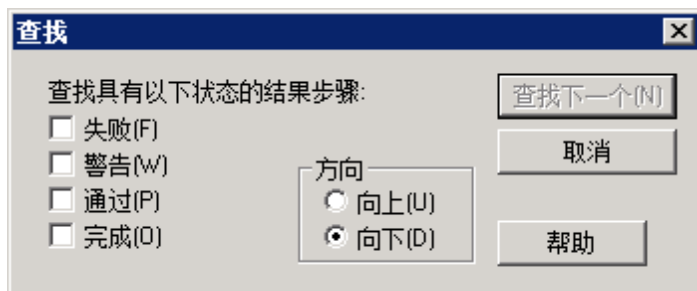 查找
查找具有以下状态的结果步骤:
失败(F)
警告(W)
通过(P)
完成(O)
方向
向上(U)
向下(D)
查找下一个(N)
取消
帮助